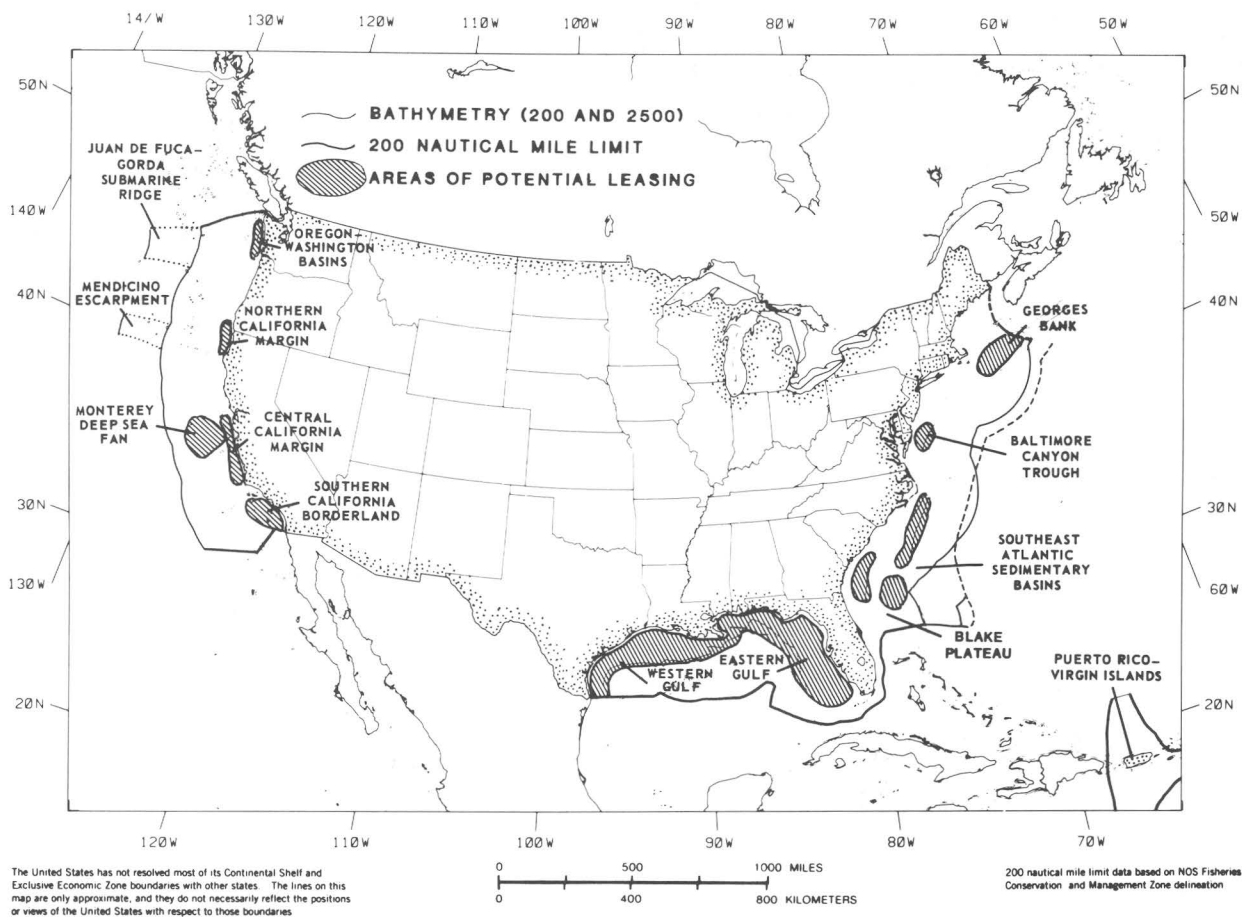 14/W 130W 120W 110W 100W 90W 80W 70W 60W 50W
50N
50N
BATHYMETRY (200 AND 2500)
200 NAUTICAL MILE LIMIT
AREAS OF POTENTIAL LEASING
JUAN DE FUCA-
GORDA
SUBMARINE
RIDGE
140W
50W
OREGON-
WASHINGTON
BASINS
MENDICINO
ESCARPMENT
40N
40N
NORTHERN
CALIFORNIA
MARGIN
GEORGES
BANK
MONTEREY
DEEP SEA
FAN
CENTRAL
CALIFORNIA
MARGIN
BALTIMORE
CANYON
TROUGH
SOUTHERN
CALIFORNIA
BORDERLAND
30N
30N
SOUTHEAST
ATLANTIC
SEDIMENTARY
BASINS
130W
60W
BLAKE
PLATEAU
WESTERN
GULF
EASTERN
GULF
PUERTO RICO-
VIRGIN ISLANDS
20N
20N
120W 110W 100W 90W 80W 70W
0 500 1000 MILES
0 400 800 KILOMETERS
The United States has not resolved most of its Continental Shelf and
Exclusive Economic Zone boundaries with other states. The lines on this
map are only approximate, and they do not necessarily reflect the positions
or views of the United States with respect to those boundaries
200 nautical mile limit data based on NOS Fisheries
Conservation and Management Zone delineation